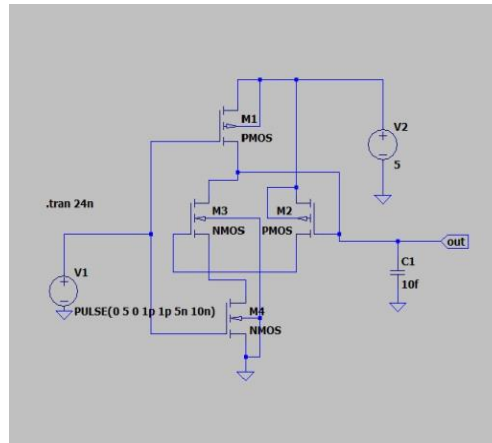 M1
PMOS
V2
5
.tran 24n
M3
NMOS
M2
PMOS
out
C1
10f
V1
PULSE(0 5 0 1p 1p 5n 10n)
M4
NMOS